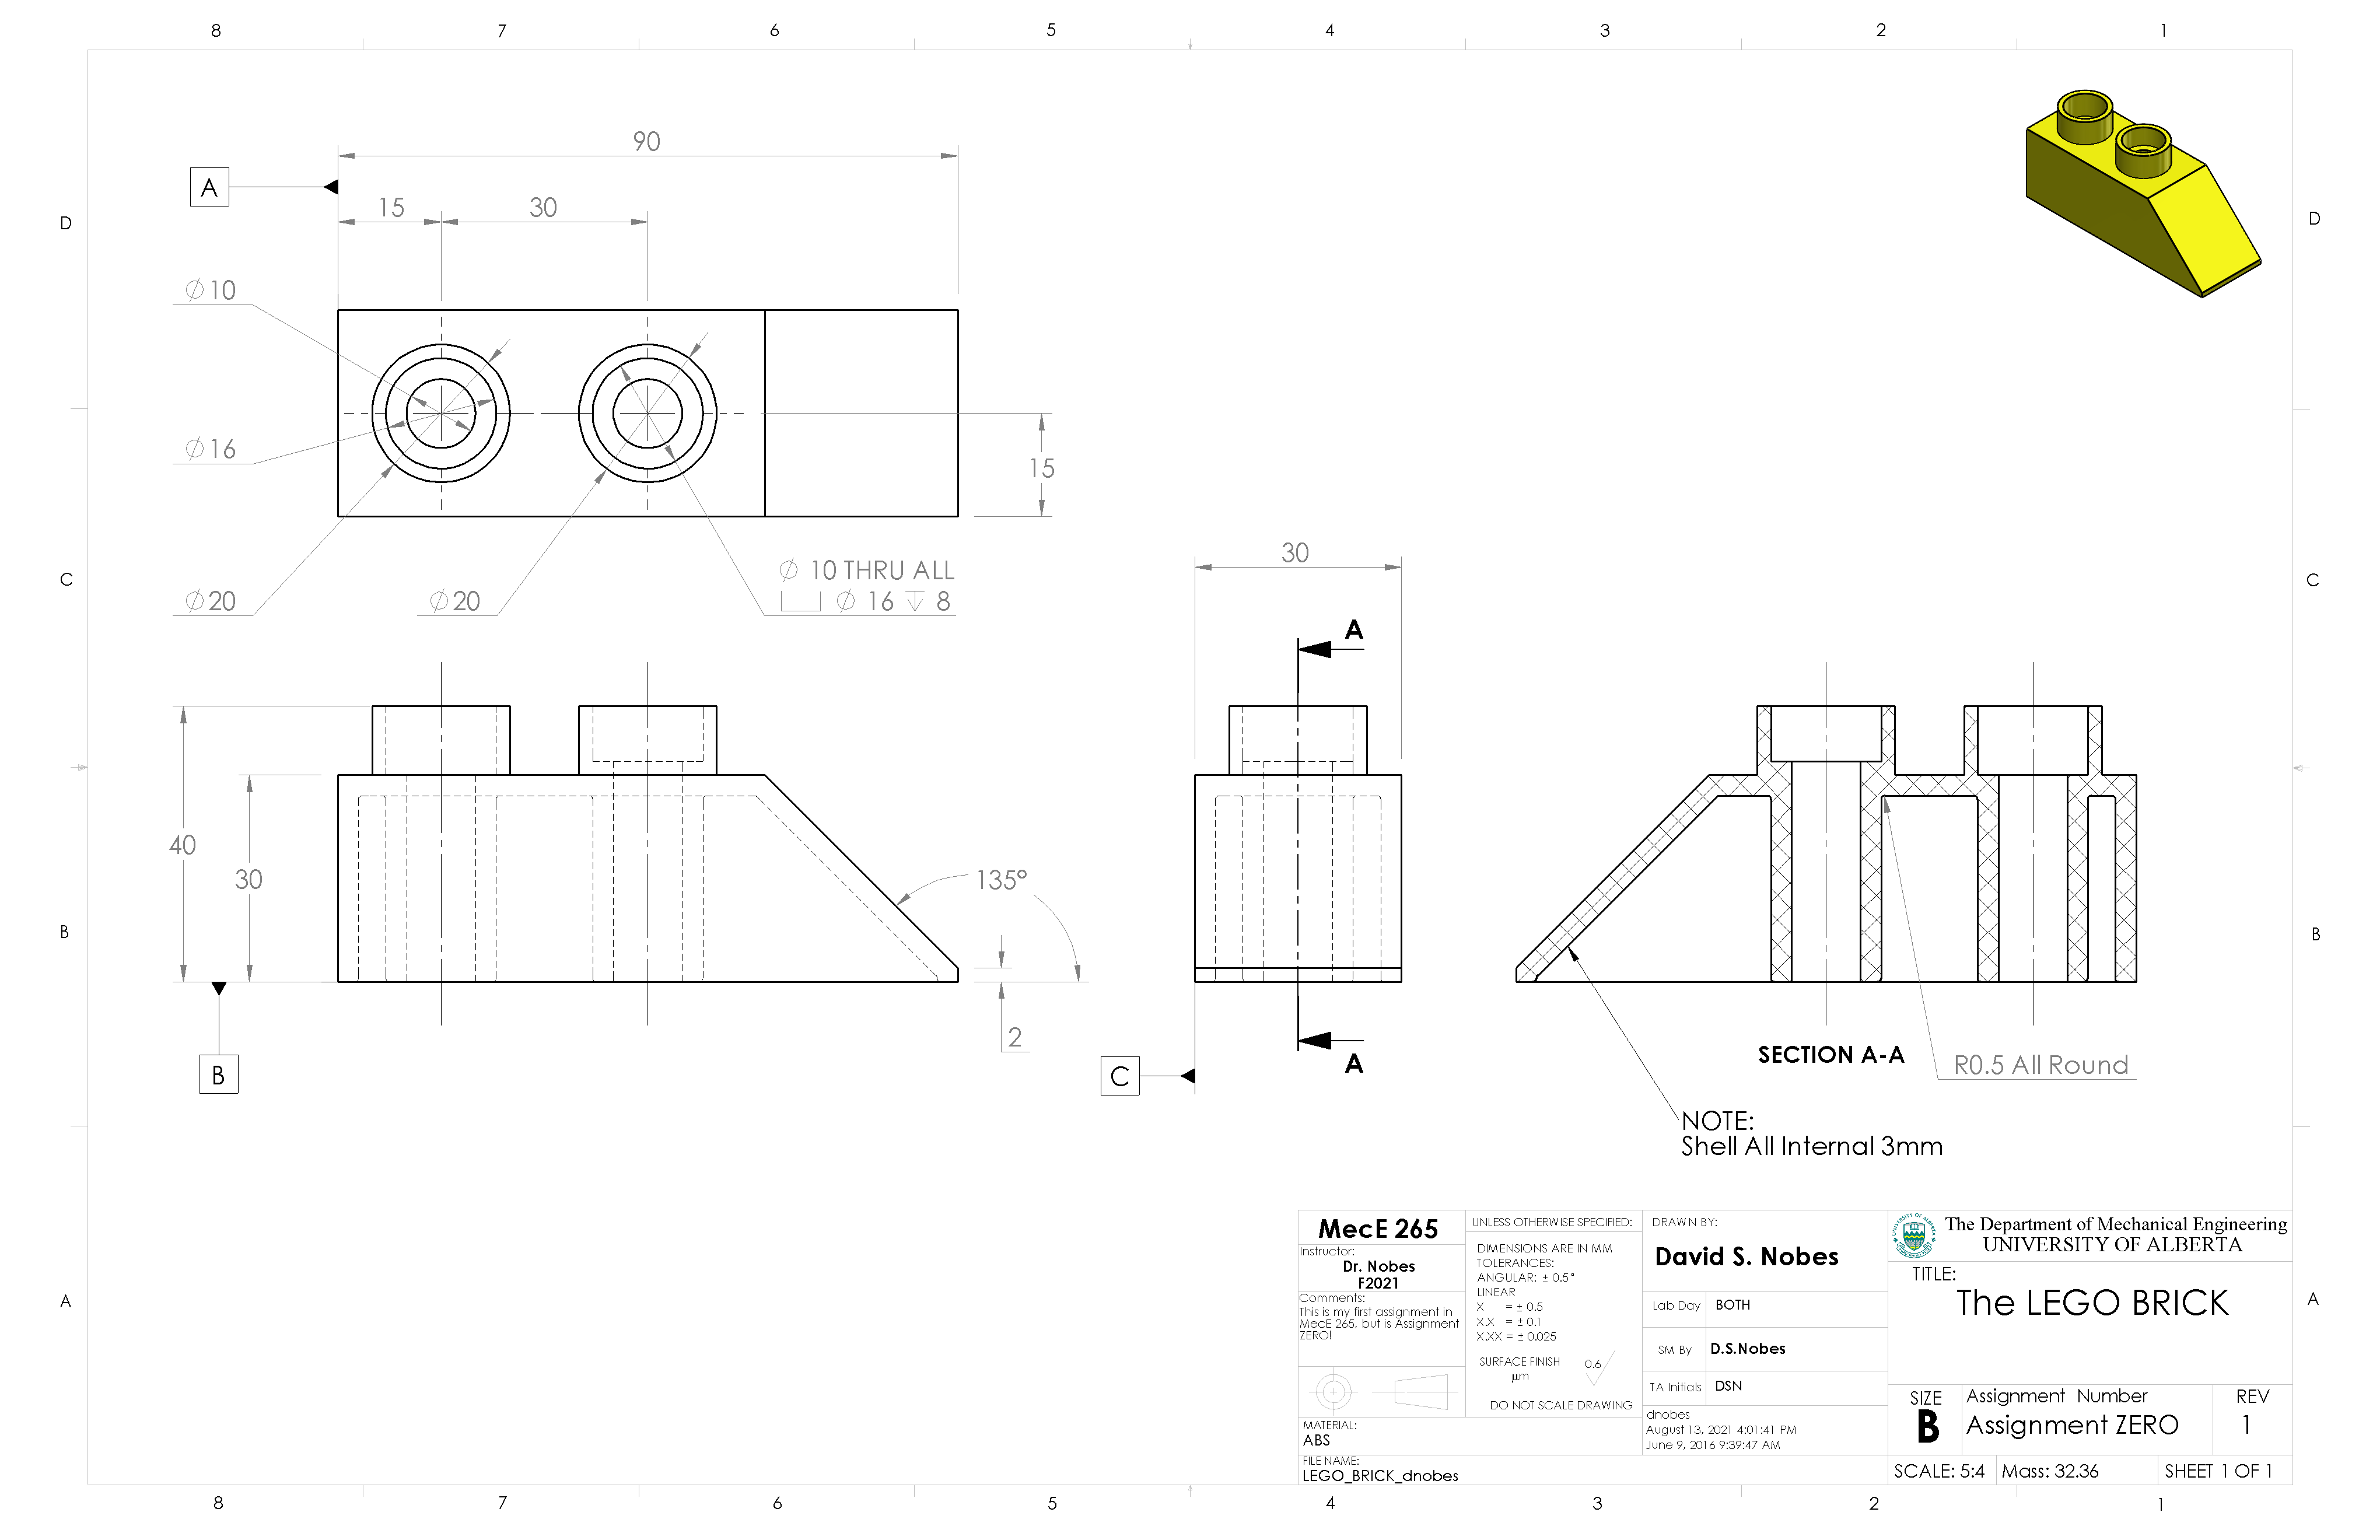 8 7 6 5 4 3 2 1
D D
C C
B B
A A
90
A
15 30
⌀10
⌀16
15
⌀20
⌀20
⌀ 10 THRU ALL
⌴ ⌀ 16 ↧ 8
40
30
135°
2
B
30
A
A
C
SECTION A-A
R0.5 All Round
NOTE:
Shell All Internal 3mm
MecE 265
Instructor:
Dr. Nobes
F2021
Comments:
This is my first assignment in
MecE 265, but is Assignment
ZERO!
MATERIAL:
ABS
FILE NAME:
LEGO_BRICK_dnobes
UNLESS OTHERWISE SPECIFIED:
DIMENSIONS ARE IN MM
TOLERANCES:
ANGULAR: ± 0.5°
LINEAR
X = ± 0.5
X.X = ± 0.1
X.XX = ± 0.025
SURFACE FINISH 0.6
µm
DO NOT SCALE DRAWING
DRAWN BY:
David S. Nobes
Lab Day BOTH
SM By D.S.Nobes
TA Initials DSN
dnobes
August 13, 2021 4:01:41 PM
June 9, 2016 9:39:47 AM
UNIVERSITY OF ALBERTA
The Department of Mechanical Engineering
UNIVERSITY OF ALBERTA
TITLE:
The LEGO BRICK
SIZE
B
Assignment Number
Assignment ZERO
REV
1
SCALE: 5:4 Mass: 32.36 SHEET 1 OF 1
8 7 6 5 4 3 2 1